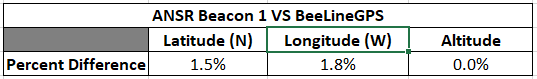 ANSR Beacon 1 VS BeeLineGPS
Latitude (N) Longitude (W) Altitude
Percent Difference 1.5% 1.8% 0.0%